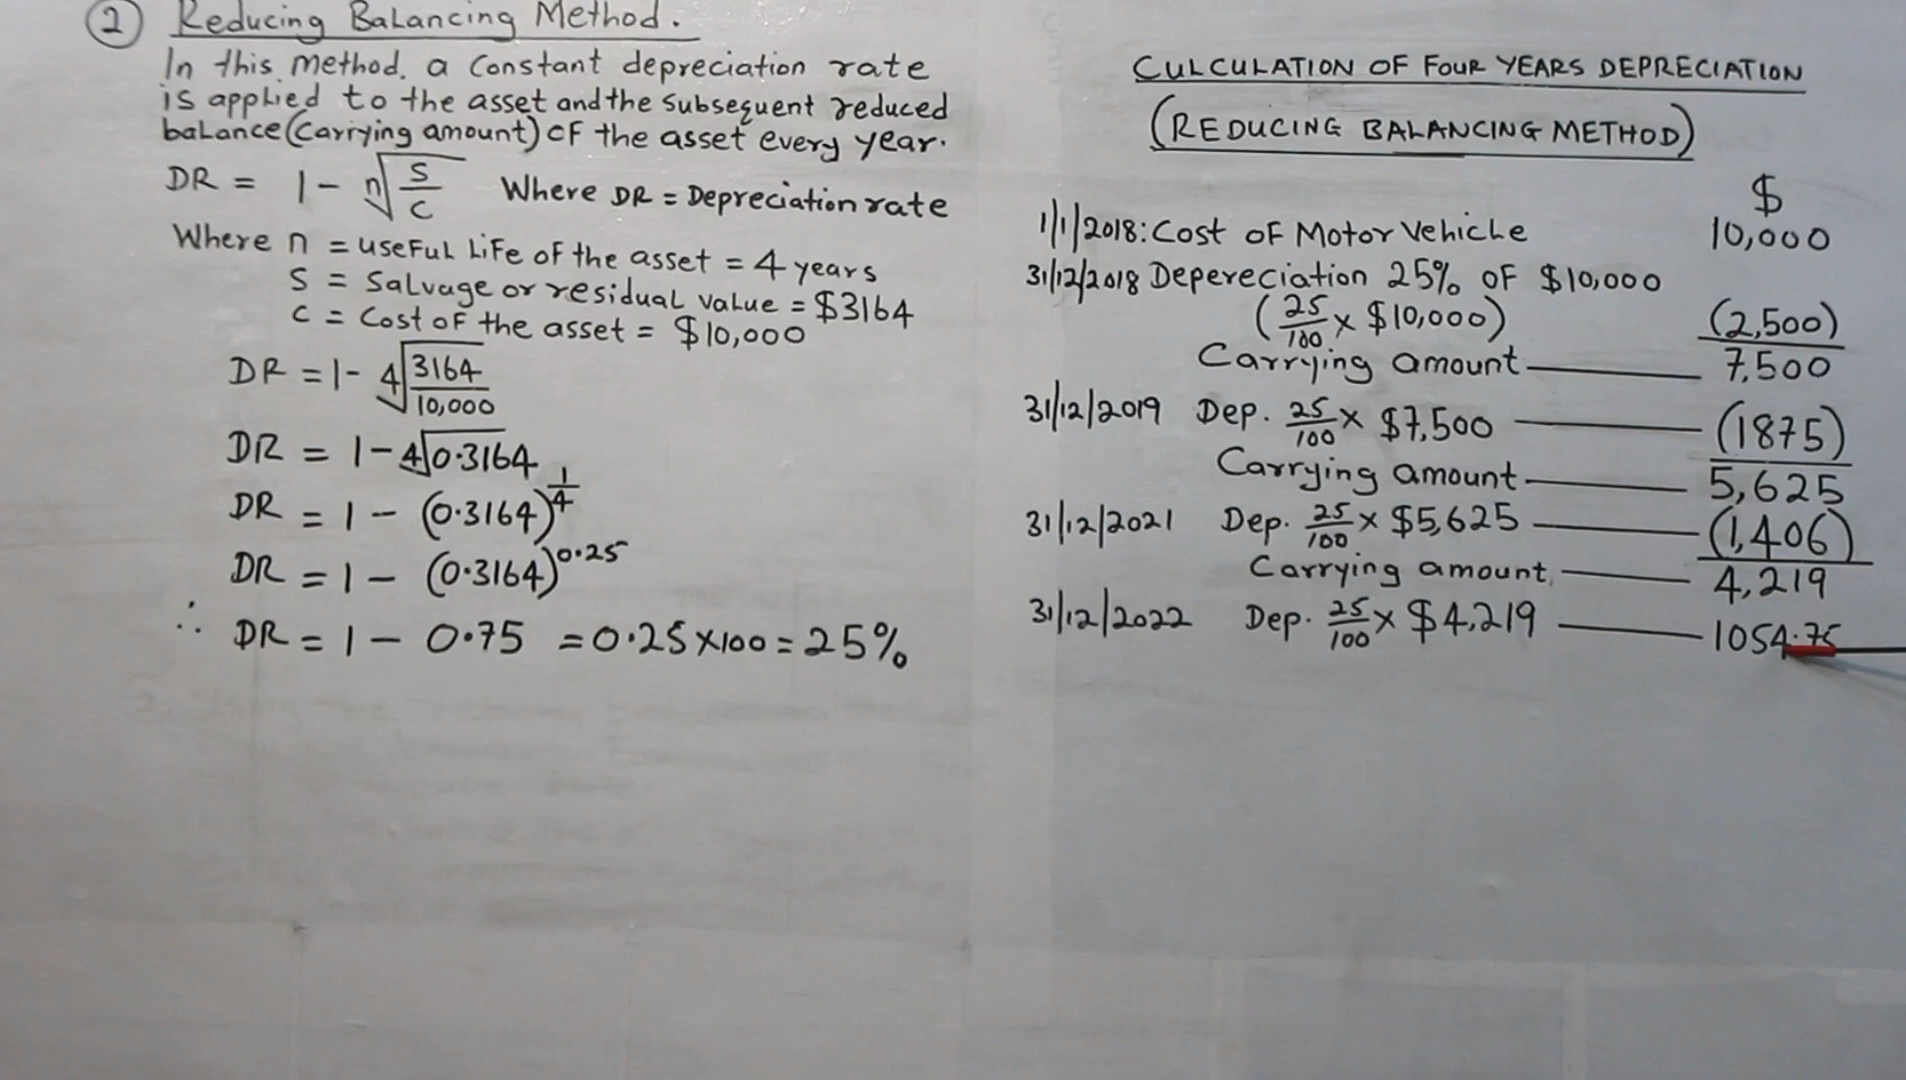 2 Reducing Balancing Method.
In this method. a constant depreciation rate
is applied to the asset and the subsequent reduced
balance (carrying amount) of the asset every year.
DR = 1 - n√(S/C) Where DR = Depreciation rate
Where n = useful life of the asset = 4 years
S = Salvage or residual value = $3164
C = Cost of the asset = $10,000
DR = 1 - 4√(3164/10,000)
DR = 1 - 4√0.3164
DR = 1 - (0.3164)^1/4
DR = 1 - (0.3164)^0.25
∴ DR = 1 - 0.75 = 0.25 x 100 = 25%
CULCULATION OF FOUR YEARS DEPRECIATION
(REDUCING BALANCING METHOD)
$
1/1/2018: Cost of Motor Vehicle 10,000
31/12/2018 Depereciation 25% of $10,000
(25/100 x $10,000) (2,500)
Carrying amount 7,500
31/12/2019 Dep. 25/100 x $7,500 (1875)
Carrying amount 5,625
31/12/2021 Dep. 25/100 x $5,625 (1,406)
Carrying amount 4,219
31/12/2022 Dep. 25/100 x $4,219 1054.75